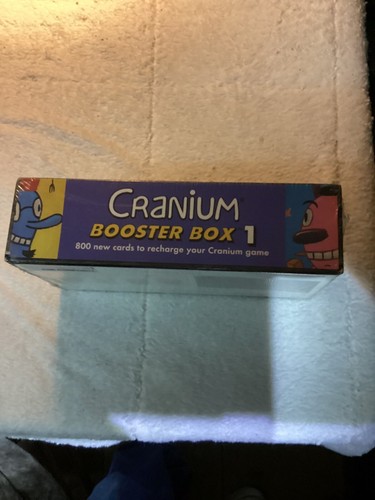 CRANIUM
BOOSTER BOX 1
800 new cards to recharge your Cranium game